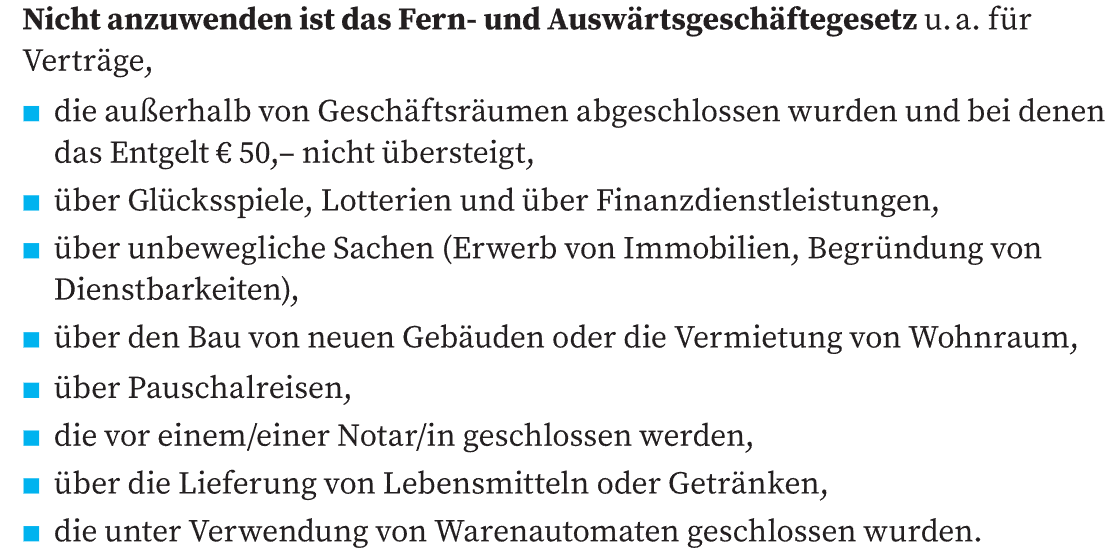 Nicht anzuwenden ist das Fern- und Auswärtsgeschäftegesetz u. a. für
Verträge,
■ die außerhalb von Geschäftsräumen abgeschlossen wurden und bei denen
das Entgelt € 50,– nicht übersteigt,
■ über Glücksspiele, Lotterien und über Finanzdienstleistungen,
■ über unbewegliche Sachen (Erwerb von Immobilien, Begründung von
Dienstbarkeiten),
■ über den Bau von neuen Gebäuden oder die Vermietung von Wohnraum,
■ über Pauschalreisen,
■ die vor einem/einer Notar/in geschlossen werden,
■ über die Lieferung von Lebensmitteln oder Getränken,
■ die unter Verwendung von Warenautomaten geschlossen wurden.